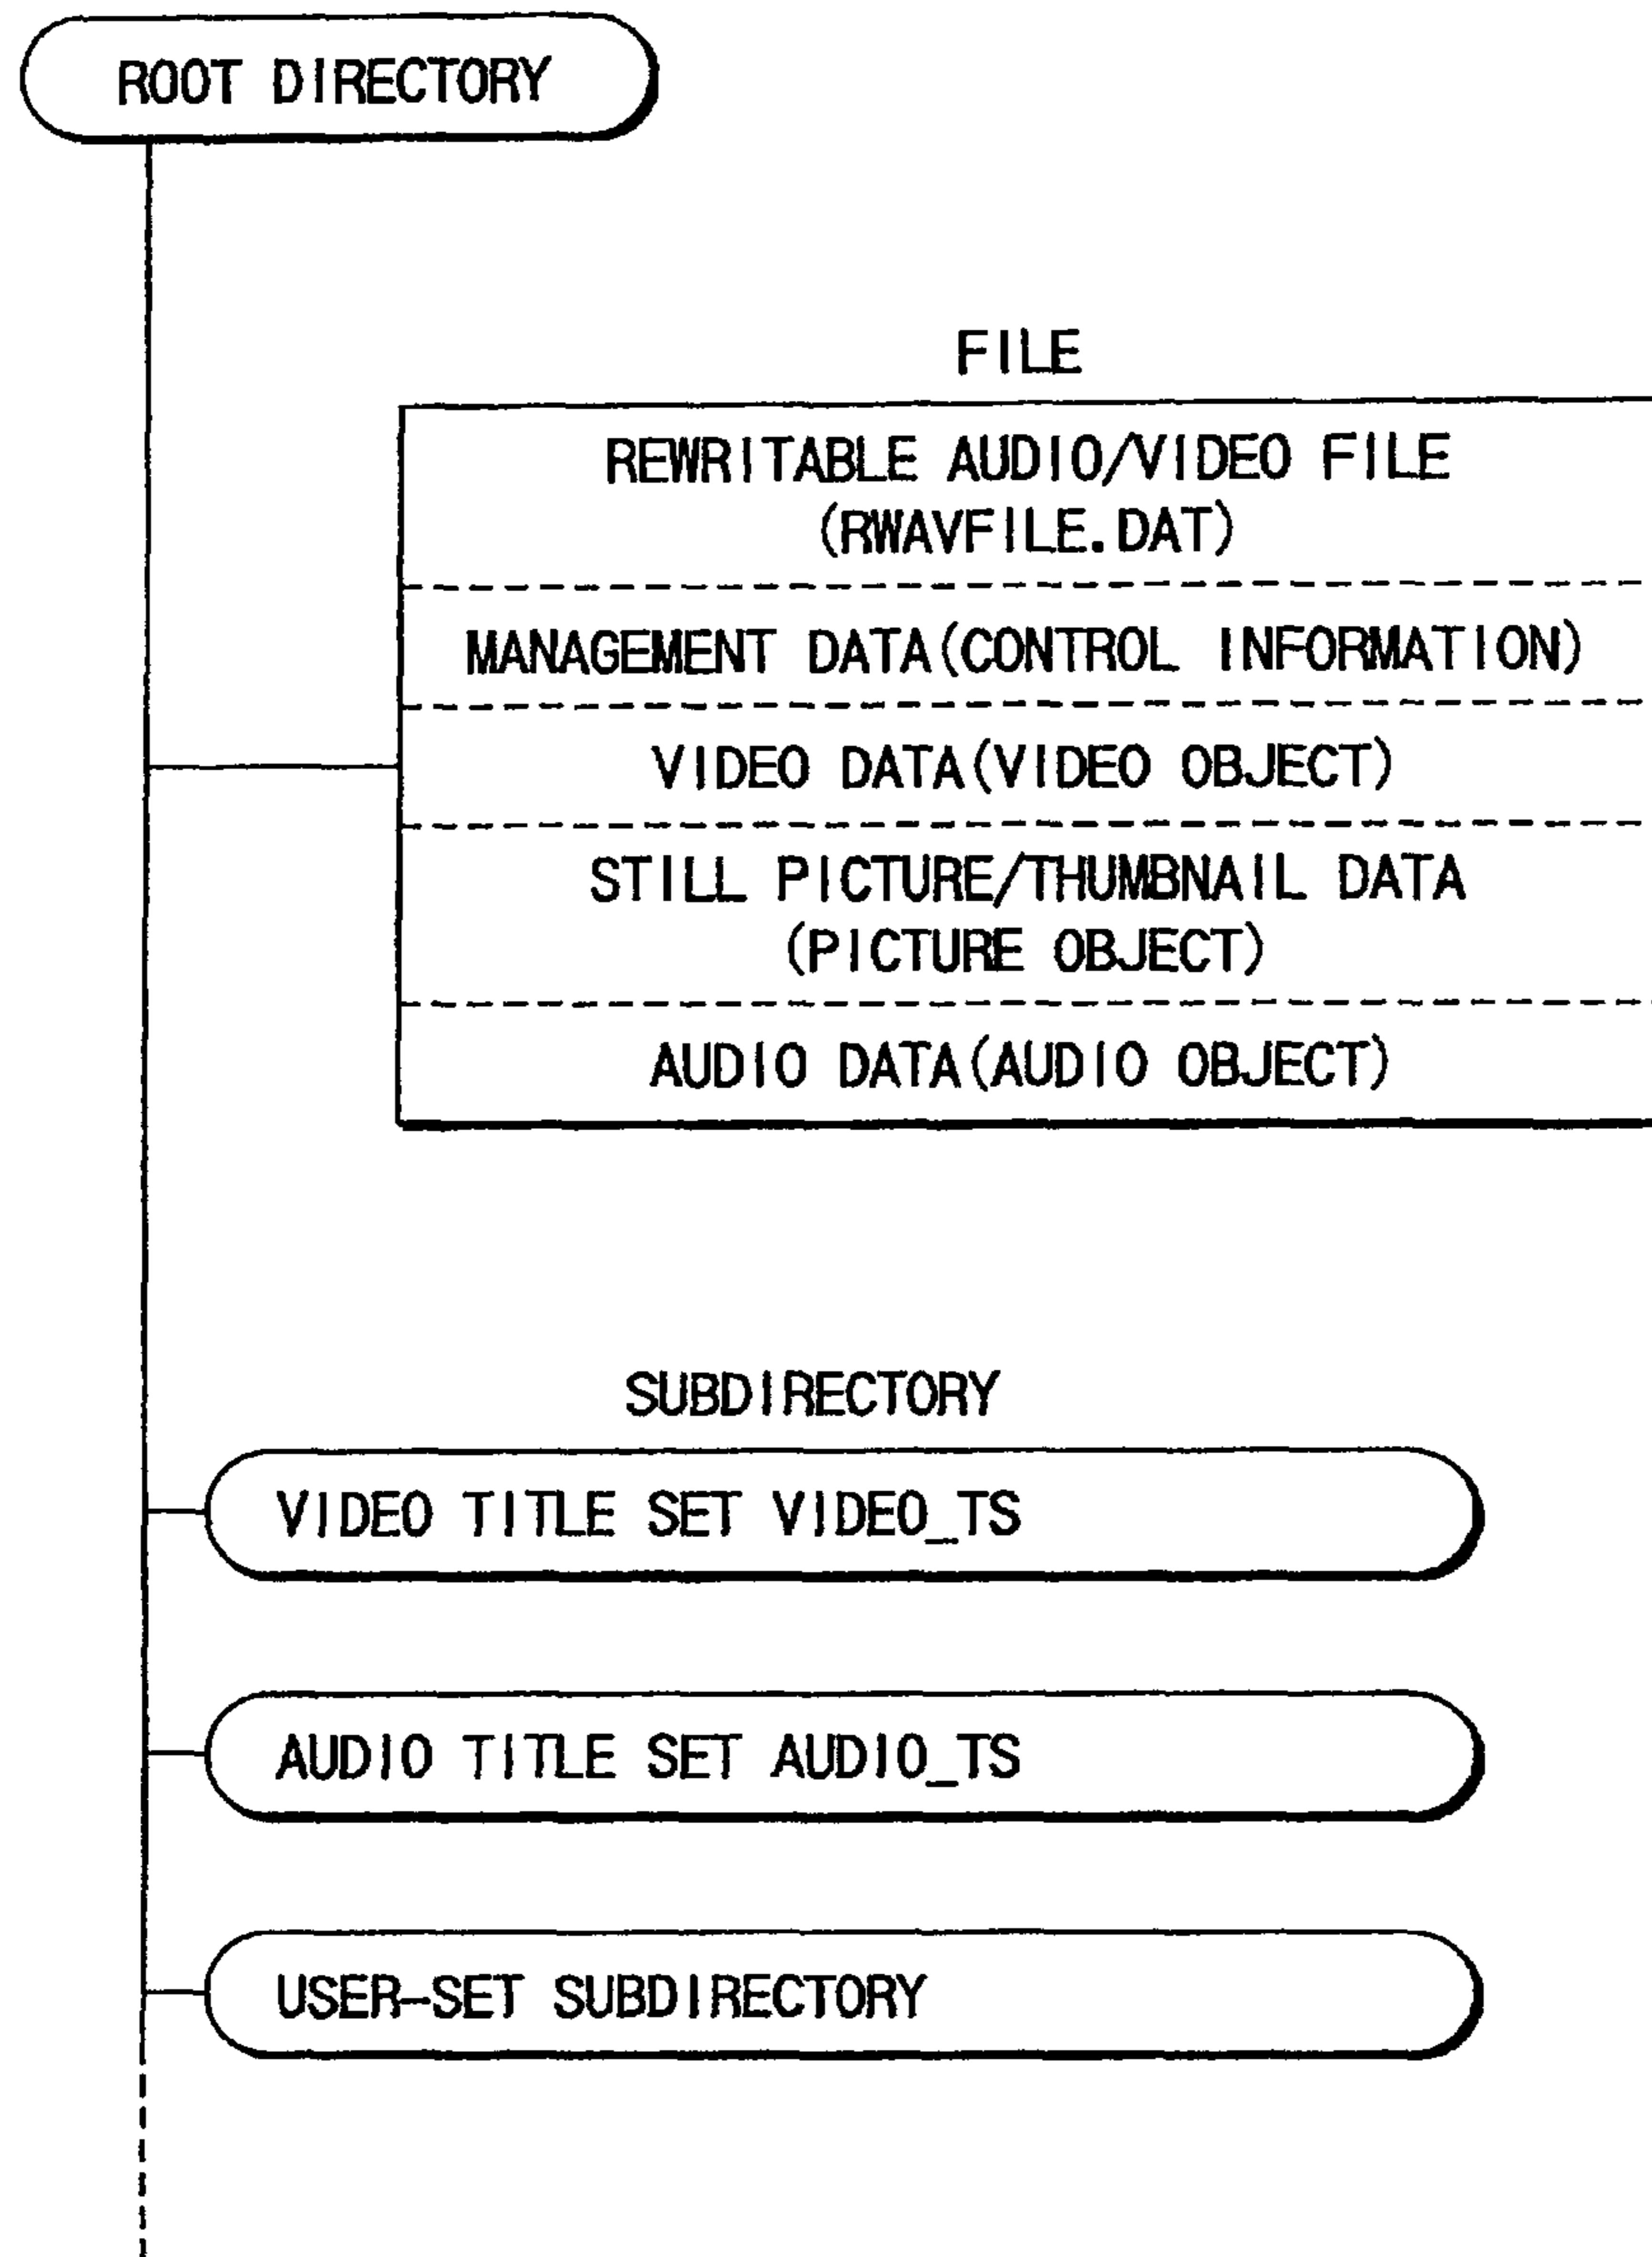 ROOT DIRECTORY
FILE
REWRITABLE AUDIO/VIDEO FILE
(RWAVFILE.DAT)
MANAGEMENT DATA(CONTROL INFORMATION)
VIDEO DATA(VIDEO OBJECT)
STILL PICTURE/THUMBNAIL DATA
(PICTURE OBJECT)
AUDIO DATA(AUDIO OBJECT)
SUBDIRECTORY
VIDEO TITLE SET VIDEO_TS
AUDIO TITLE SET AUDIO_TS
USER-SET SUBDIRECTORY